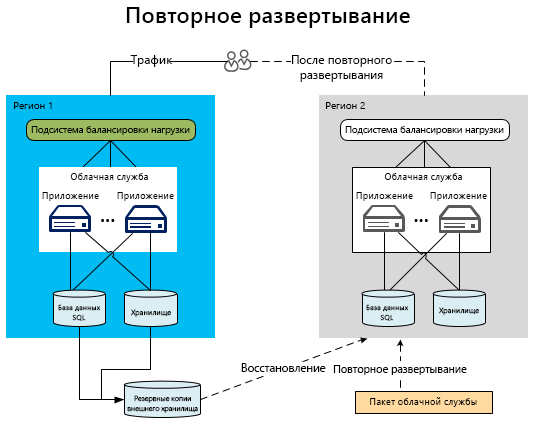 Повторное развертывание
Трафик
После повторного
развертывания
Регион 1
Подсистема балансировки нагрузки
Облачная служба
Приложение
Приложение
...
База данных
SQL
Хранилище
Регион 2
Подсистема балансировки нагрузки
Облачная служба
Приложение
Приложение
...
База данных
SQL
Хранилище
Восстановление
Повторное развертывание
Резервные копии
внешнего хранилища
Пакет облачной службы